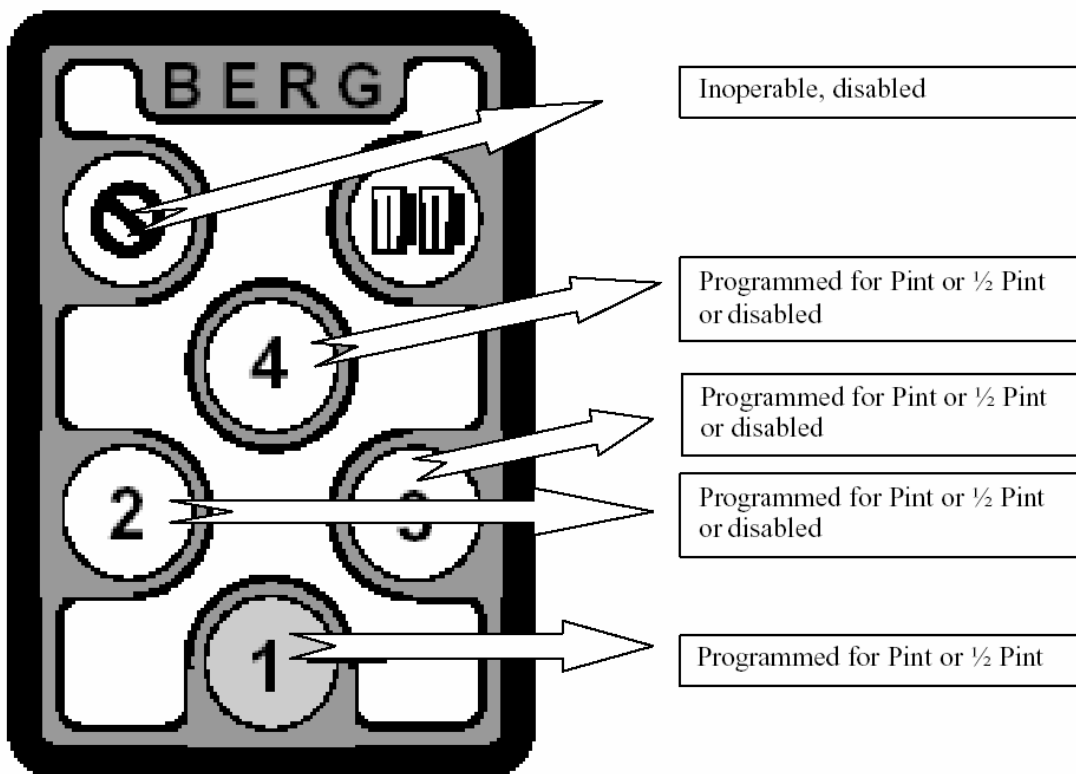 BERG
Inoperable, disabled
4
Programmed for Pint or ½ Pint
or disabled
Programmed for Pint or ½ Pint
or disabled
2
3
Programmed for Pint or ½ Pint
or disabled
1
Programmed for Pint or ½ Pint